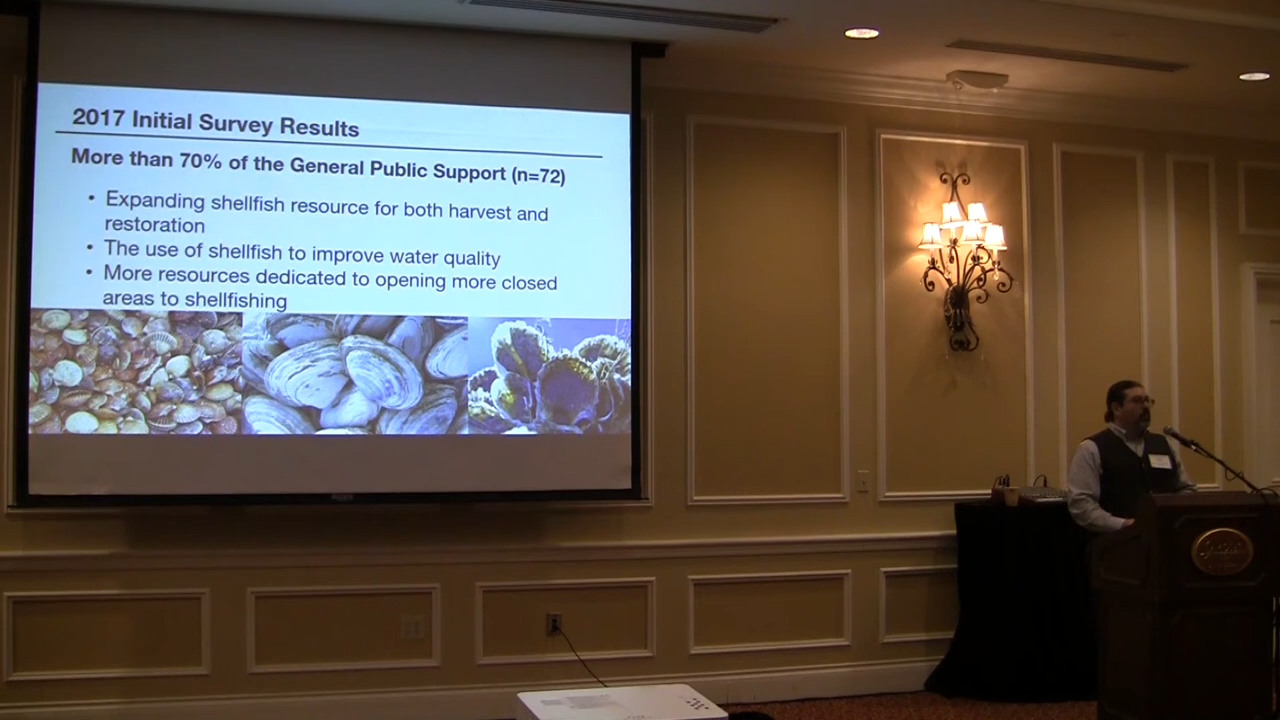 2017 Initial Survey Results
More than 70% of the General Public Support (n=72)
• Expanding shellfish resource for both harvest and
restoration
• The use of shellfish to improve water quality
• More resources dedicated to opening more closed
areas to shellfishing